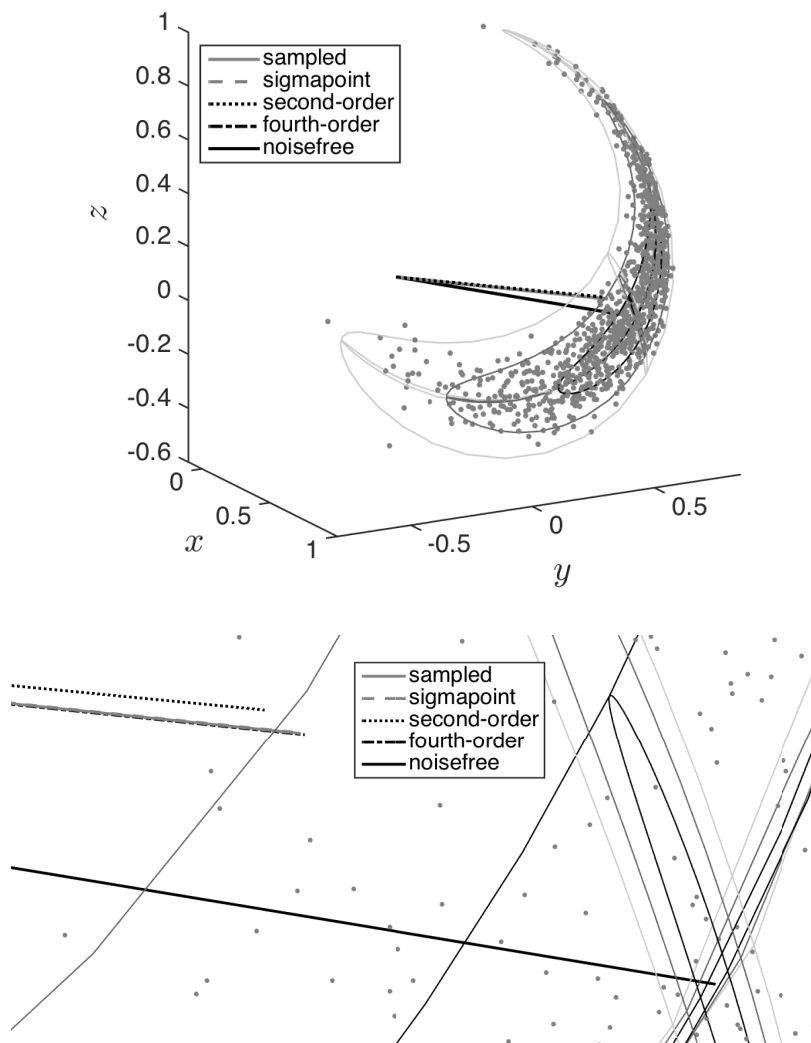 1
0.8
0.6
0.4
0.2
0
-0.2
-0.4
-0.6
z
sampled
sigmapoint
second-order
fourth-order
noisefree
0
0.5
1
x
-0.5
0
0.5
y
sampled
sigmapoint
second-order
fourth-order
noisefree